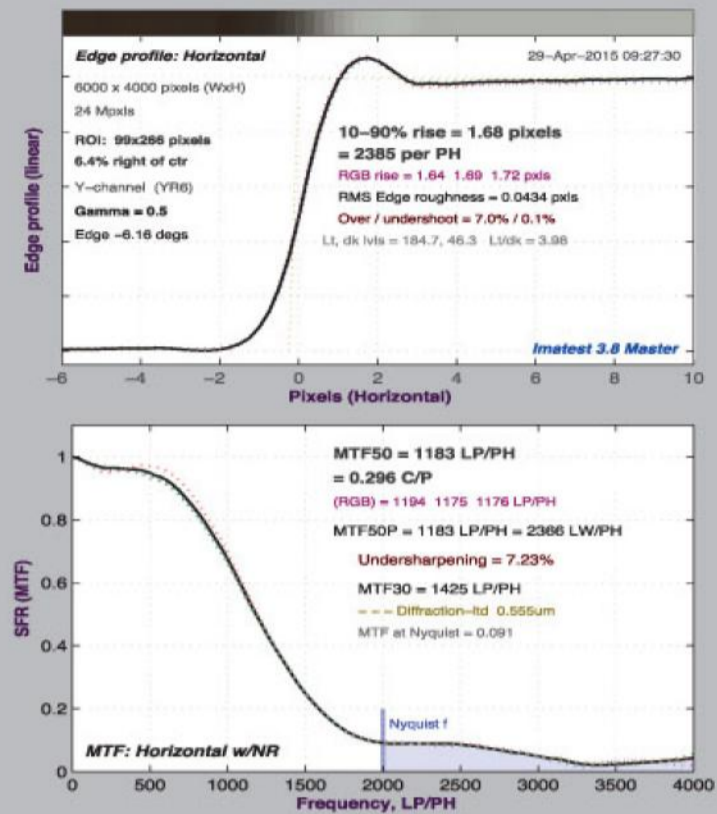 Edge profile: Horizontal
29-Apr-2015 09:27:30
6000 x 4000 pixels (WxH)
24 Mpxls
ROI: 99x266 pixels
6.4% right of ctr
Y-channel (YR6)
Gamma = 0.5
Edge -6.16 degs
10-90% rise = 1.68 pixels
= 2385 per PH
RGB rise = 1.64 1.69 1.72 pxls
RMS Edge roughness = 0.0434 pxls
Over / undershoot = 7.0% / 0.1%
Lt, dk lvls = 184.7, 46.3 Lt/dk = 3.98
Imatest 3.8 Master
Edge profile (linear)
-6 -4 -2 0 2 4 6 8 10
Pixels (Horizontal)
MTF50 = 1183 LP/PH
= 0.296 C/P
(RGB) = 1194 1175 1176 LP/PH
MTF50P = 1183 LP/PH = 2366 LW/PH
Undersharpening = 7.23%
MTF30 = 1425 LP/PH
Diffraction-ltd 0.555um
MTF at Nyquist = 0.091
Nyquist f
MTF: Horizontal w/NR
SFR (MTF)
1
0.8
0.6
0.4
0.2
0
0 500 1000 1500 2000 2500 3000 3500 4000
Frequency, LP/PH